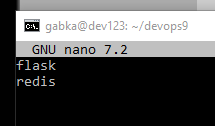 gabka@dev123: ~/devops9
GNU nano 7.2
flask
redis